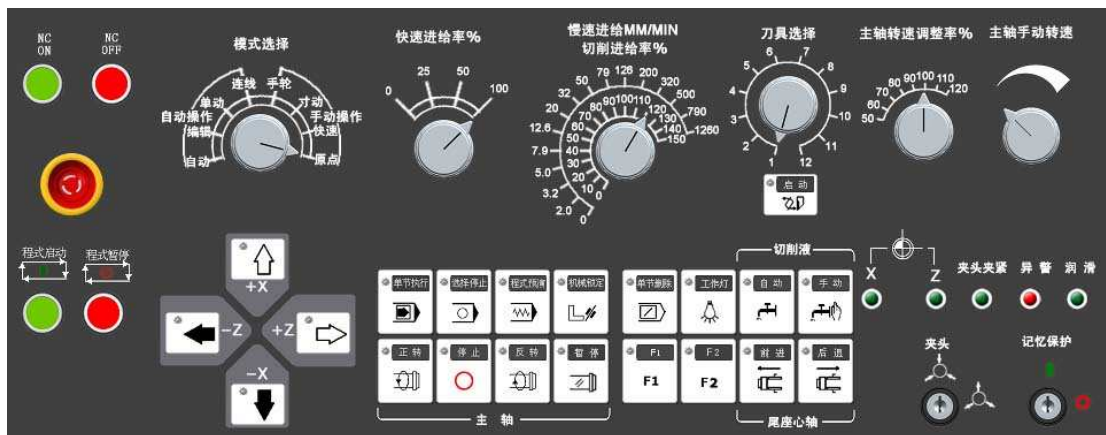 NC
ON
NC
OFF
模式选择
连线
手轮
单动
寸动
自动操作
手动操作
编辑
快速
自动
原点
快速进给率%
0
25
50
100
慢速进给MM/MIN
切削进给率%
79 126 200
50
320
32
500
20
790
12.6
1260
7.9
5.0
3.2
2.0
0
80 90 100 110
70
120
60
130
50
140
40
150
30
20
10
0
刀具选择
6
7
5
8
4
9
3
10
2
11
1
12
启动
主轴转速调整率%
50
60
70
80
90
100
110
120
主轴手动转速
程式启动
程式暂停
+X
-Z
+Z
-X
单节执行
选择停止
程式预演
机械锁定
单节删除
工作灯
切削液
自动
手动
正转
停止
反转
暂停
F1
F1
F2
F2
前进
后退
主轴
尾座心轴
X
Z
夹头夹紧
异警
润滑
夹头
记忆保护